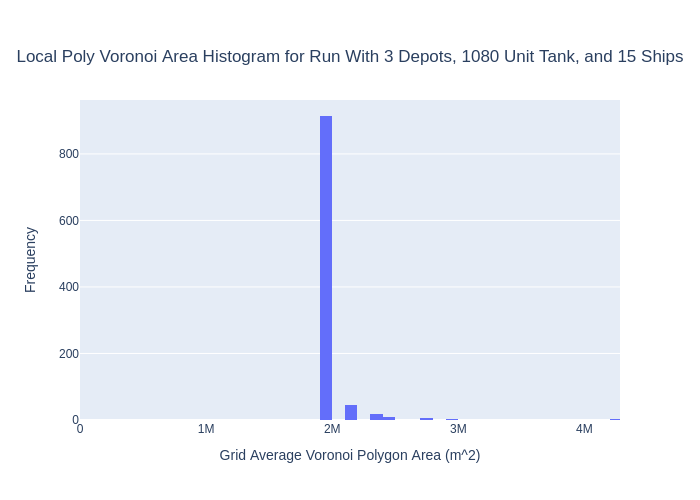 Local Poly Voronoi Area Histogram for Run With 3 Depots, 1080 Unit Tank, and 15 Ships
800
600
400
200
0
Frequency
0 1M 2M 3M 4M
Grid Average Voronoi Polygon Area (m^2)